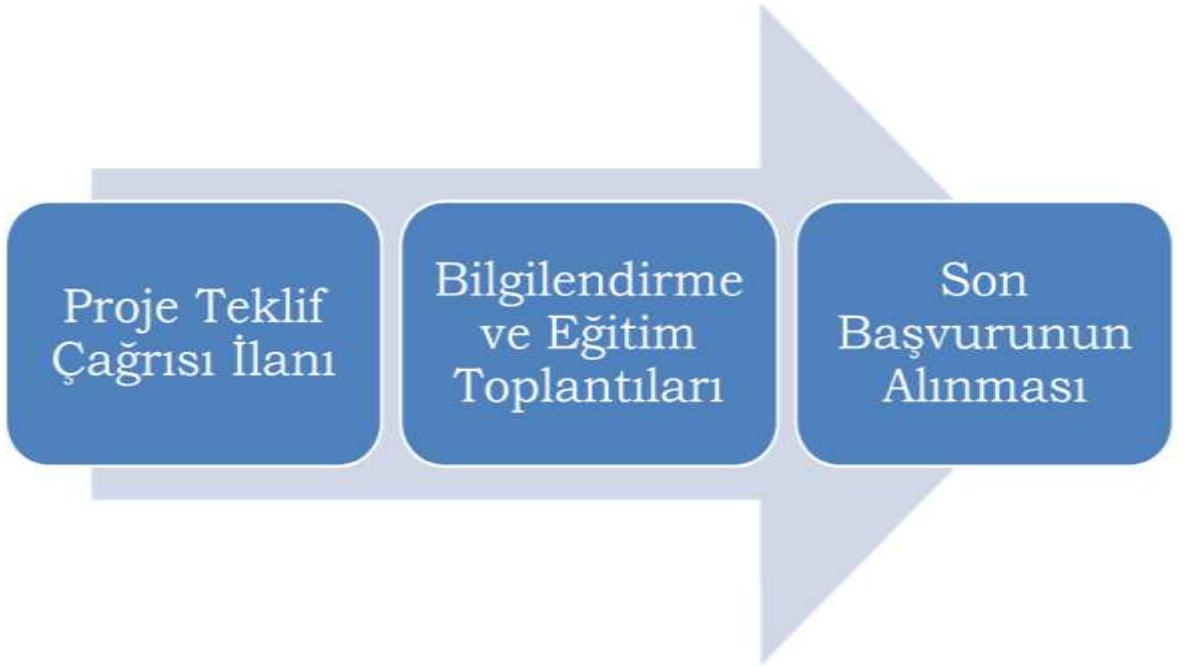 Proje Teklif
Çağrısı İlanı
Bilgilendirme
ve Eğitim
Toplantıları
Son
Başvurunun
Alınması